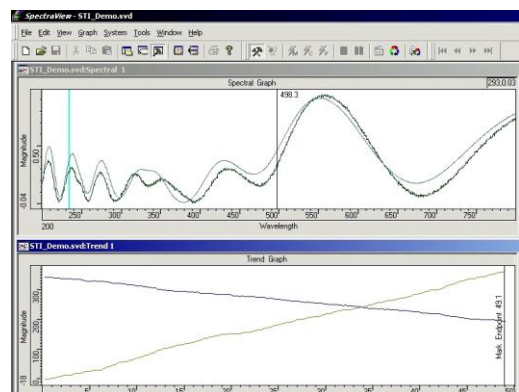 SpectraView - STI_Demo.svd
File Edit View Graph System Tools Window Help
STI_Demo.svd:Spectral 1
Spectral Graph
293,0.03
498.3
Magnitude
0.50
-0.04
200
250 300 350 400 450 500 550 600 650 700 750
Wavelength
STI_Demo.svd:Trend 1
Trend Graph
Magnitude
300
200
100
0
-18
Mark. Endpoint 49.1
5 10 15 20 25 30 35 40 45 50